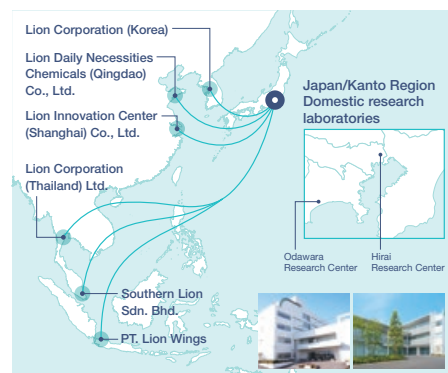 Lion Corporation (Korea)
Lion Daily Necessities
Chemicals (Qingdao)
Co., Ltd.
Lion Innovation Center
(Shanghai) Co., Ltd.
Lion Corporation
(Thailand) Ltd.
Southern Lion
Sdn. Bhd.
PT. Lion Wings
Japan/Kanto Region
Domestic research
laboratories
Odawara
Research Center
Hirai
Research Center